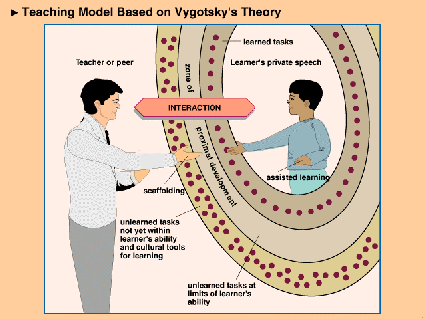 ► Teaching Model Based on Vygotsky's Theory
learned tasks
Teacher or peer
zone of
Learner's private speech
INTERACTION
proximal development
scaffolding
assisted learning
unlearned tasks
not yet within
learner's ability
and cultural tools
for learning
unlearned tasks at
limits of learner's
ability